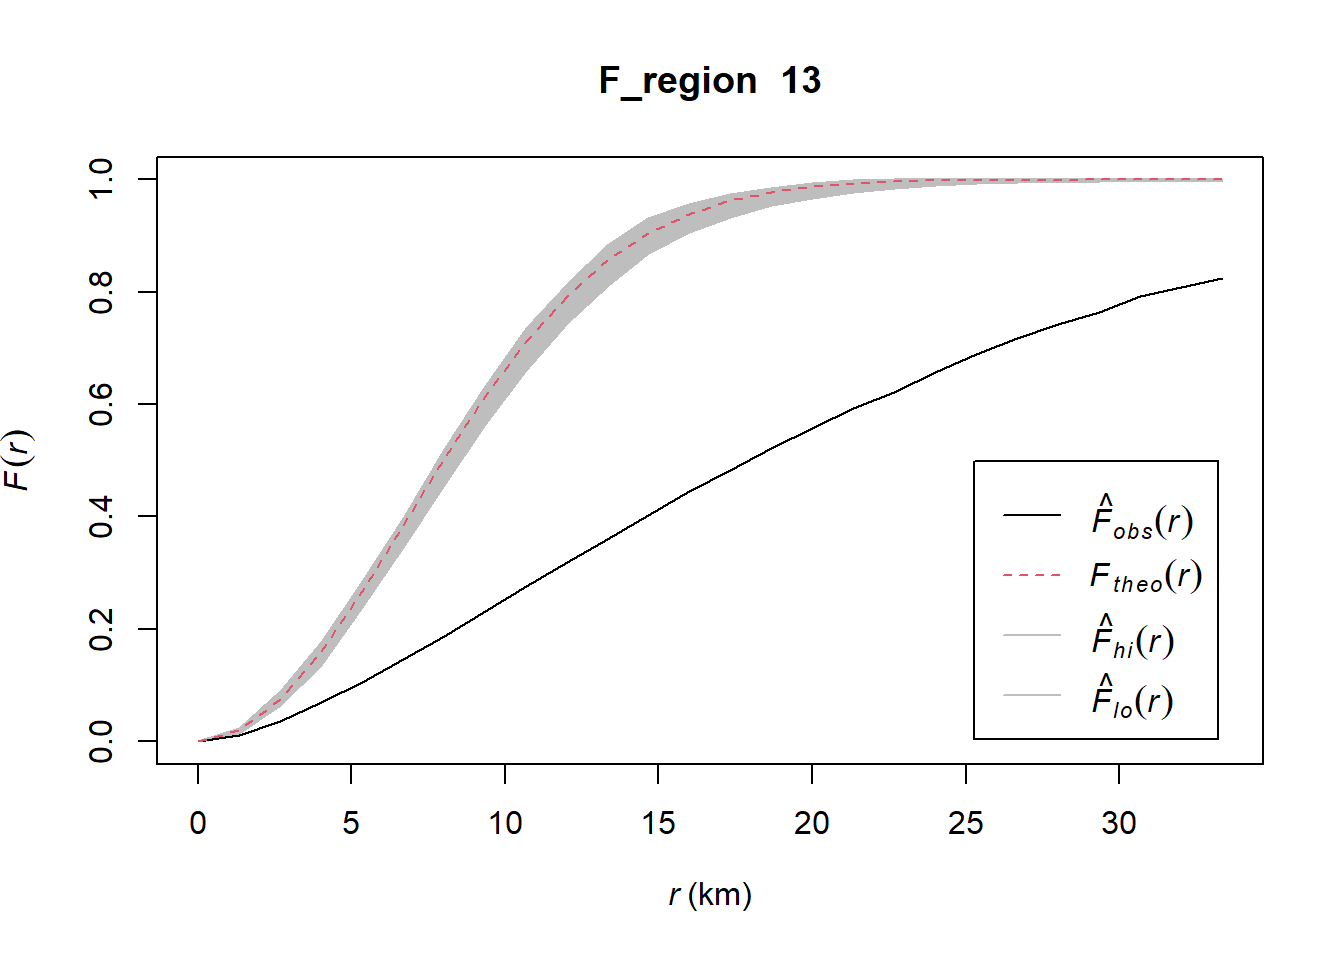 F_region  13
F(r)
1.0
0.8
0.6
0.4
0.2
0.0
F̂obs(r)
Ftheo(r)
F̂hi(r)
F̂lo(r)
0 5 10 15 20 25 30
r (km)